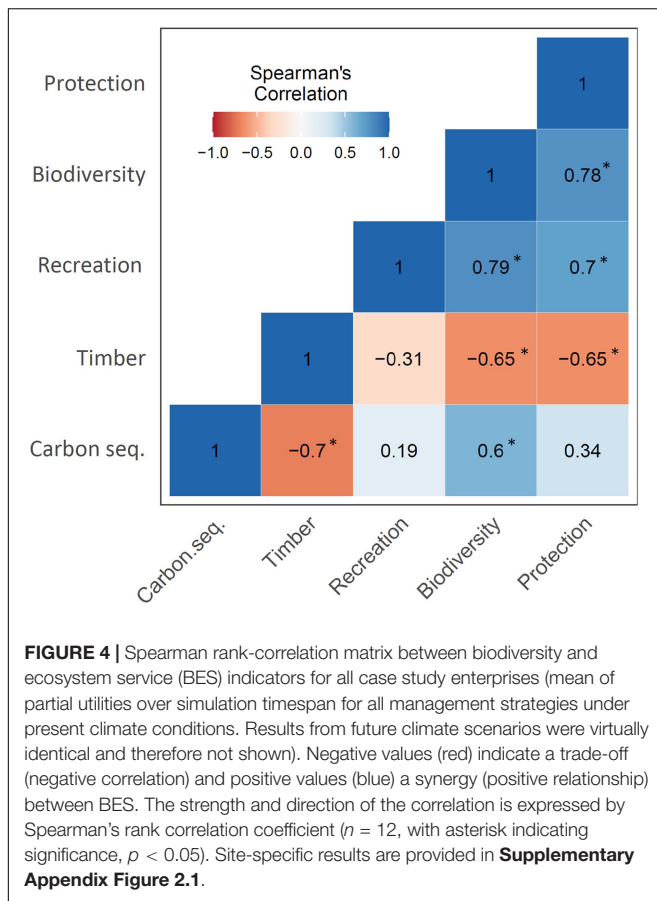 Protection
Spearman's
Correlation
−1.0 −0.5 0.0 0.5 1.0
1
Biodiversity
1 0.78*
Recreation
1 0.79* 0.7*
Timber
1 −0.31 −0.65* −0.65*
Carbon seq.
1 −0.7* 0.19 0.6* 0.34
Carbon.seq. Timber Recreation Biodiversity Protection
FIGURE 4 | Spearman rank-correlation matrix between biodiversity and
ecosystem service (BES) indicators for all case study enterprises (mean of
partial utilities over simulation timespan for all management strategies under
present climate conditions. Results from future climate scenarios were virtually
identical and therefore not shown). Negative values (red) indicate a trade-off
(negative correlation) and positive values (blue) a synergy (positive relationship)
between BES. The strength and direction of the correlation is expressed by
Spearman's rank correlation coefficient (n = 12, with asterisk indicating
significance, p < 0.05). Site-specific results are provided in Supplementary
Appendix Figure 2.1.